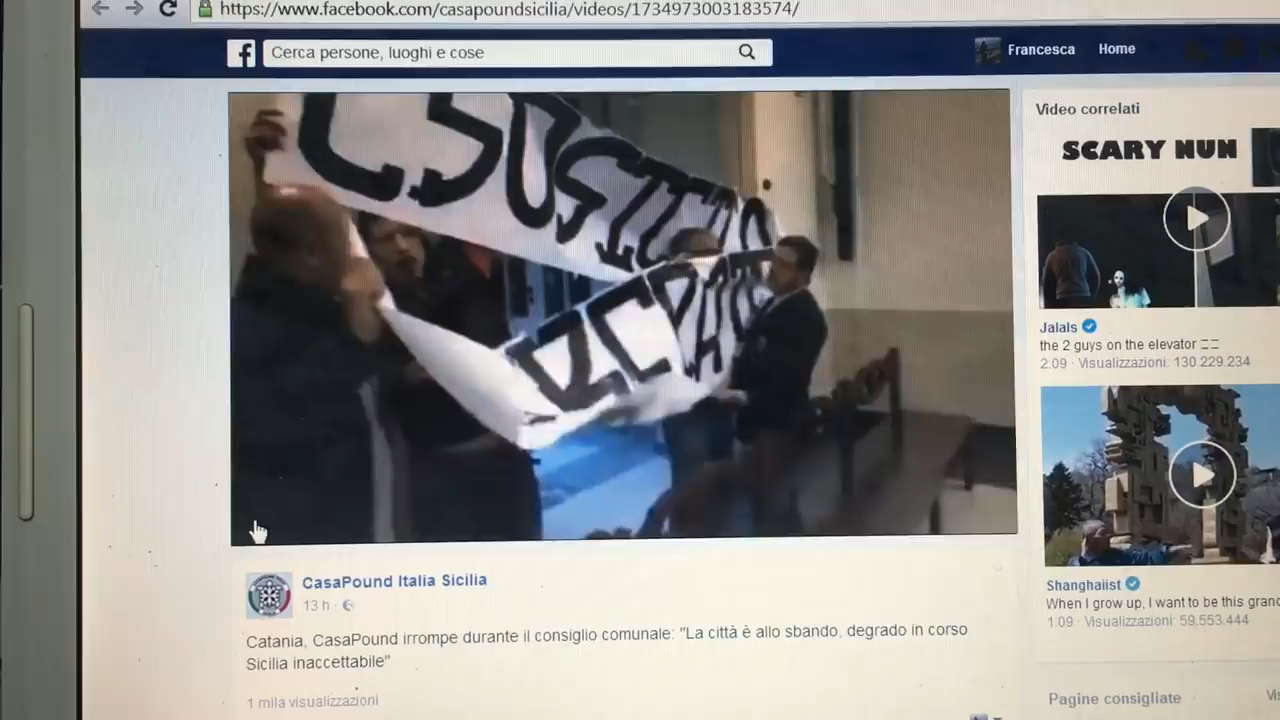 https://www.facebook.com/casapoundsicilia/videos/1734973003183574/
f
Cerca persone, luoghi e cose
Francesca
Home
C.SO SICILIA
Video correlati
SCARY NUN
Jalals
the 2 guys on the elevator
2:09 · Visualizzazioni: 130.229.234
Shanghaiist
When I grow up, I want to be this
1:09 · Visualizzazioni: 59.553.444
Pagine consigliate
CasaPound Italia Sicilia
13 h ·
Catania, CasaPound irrompe durante il consiglio comunale: "La città è allo sbando, degrado in corso
Sicilia inaccettabile"
1 mila visualizzazioni